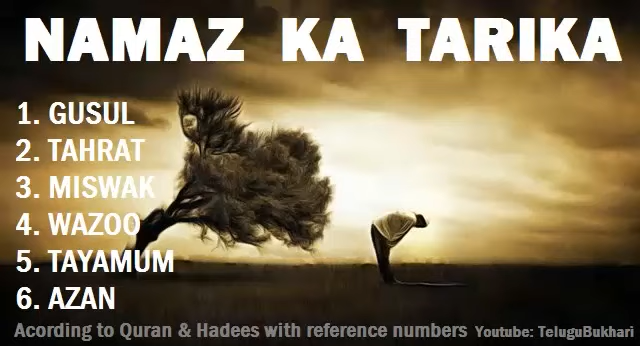 NAMAZ KA TARIKA
1. GUSUL
2. TAHRAT
3. MISWAK
4. WAZOO
5. TAYAMUM
6. AZAN
Acording to Quran & Hadees with reference numbers Youtube: TeluguBukhari